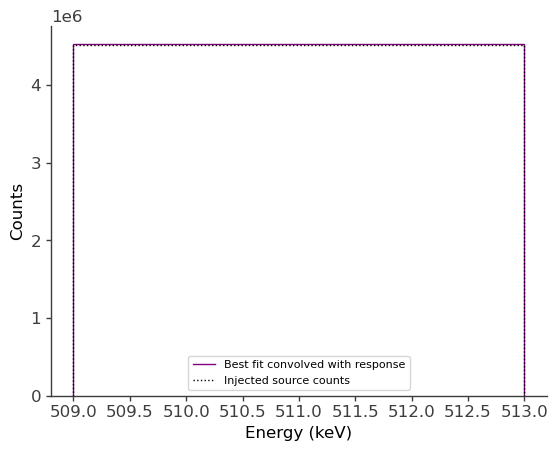 1e6
4
3
2
1
0
Counts
Best fit convolved with response
Injected source counts
509.0 509.5 510.0 510.5 511.0 511.5 512.0 512.5 513.0
Energy (keV)